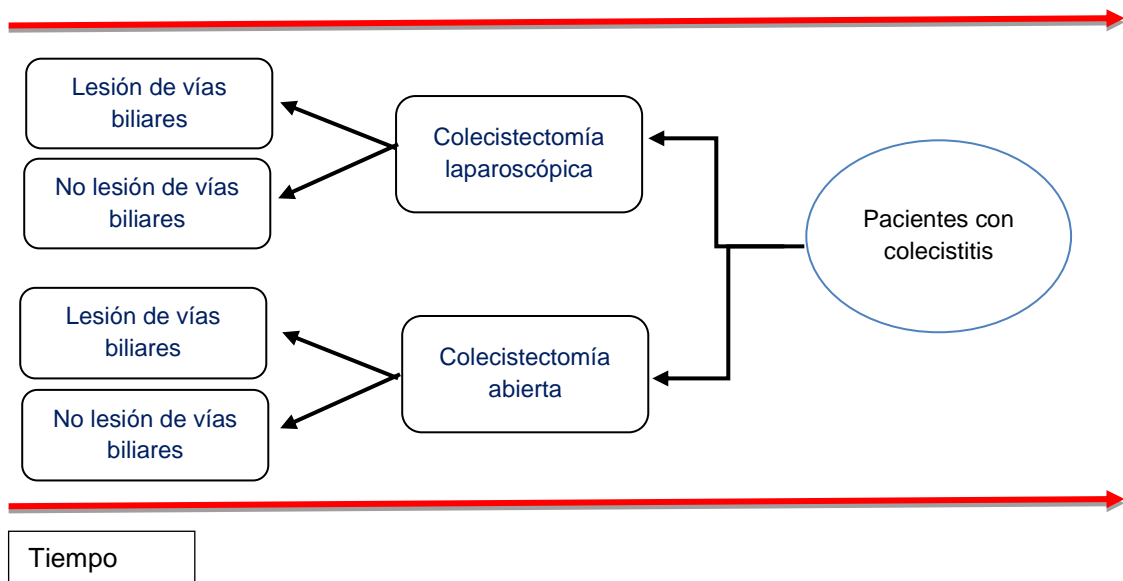 Lesión de vías
biliares
No lesión de vías
biliares
Colecistectomía
laparoscópica
Pacientes con
colecistitis
Lesión de vías
biliares
No lesión de vías
biliares
Colecistectomía
abierta
Tiempo